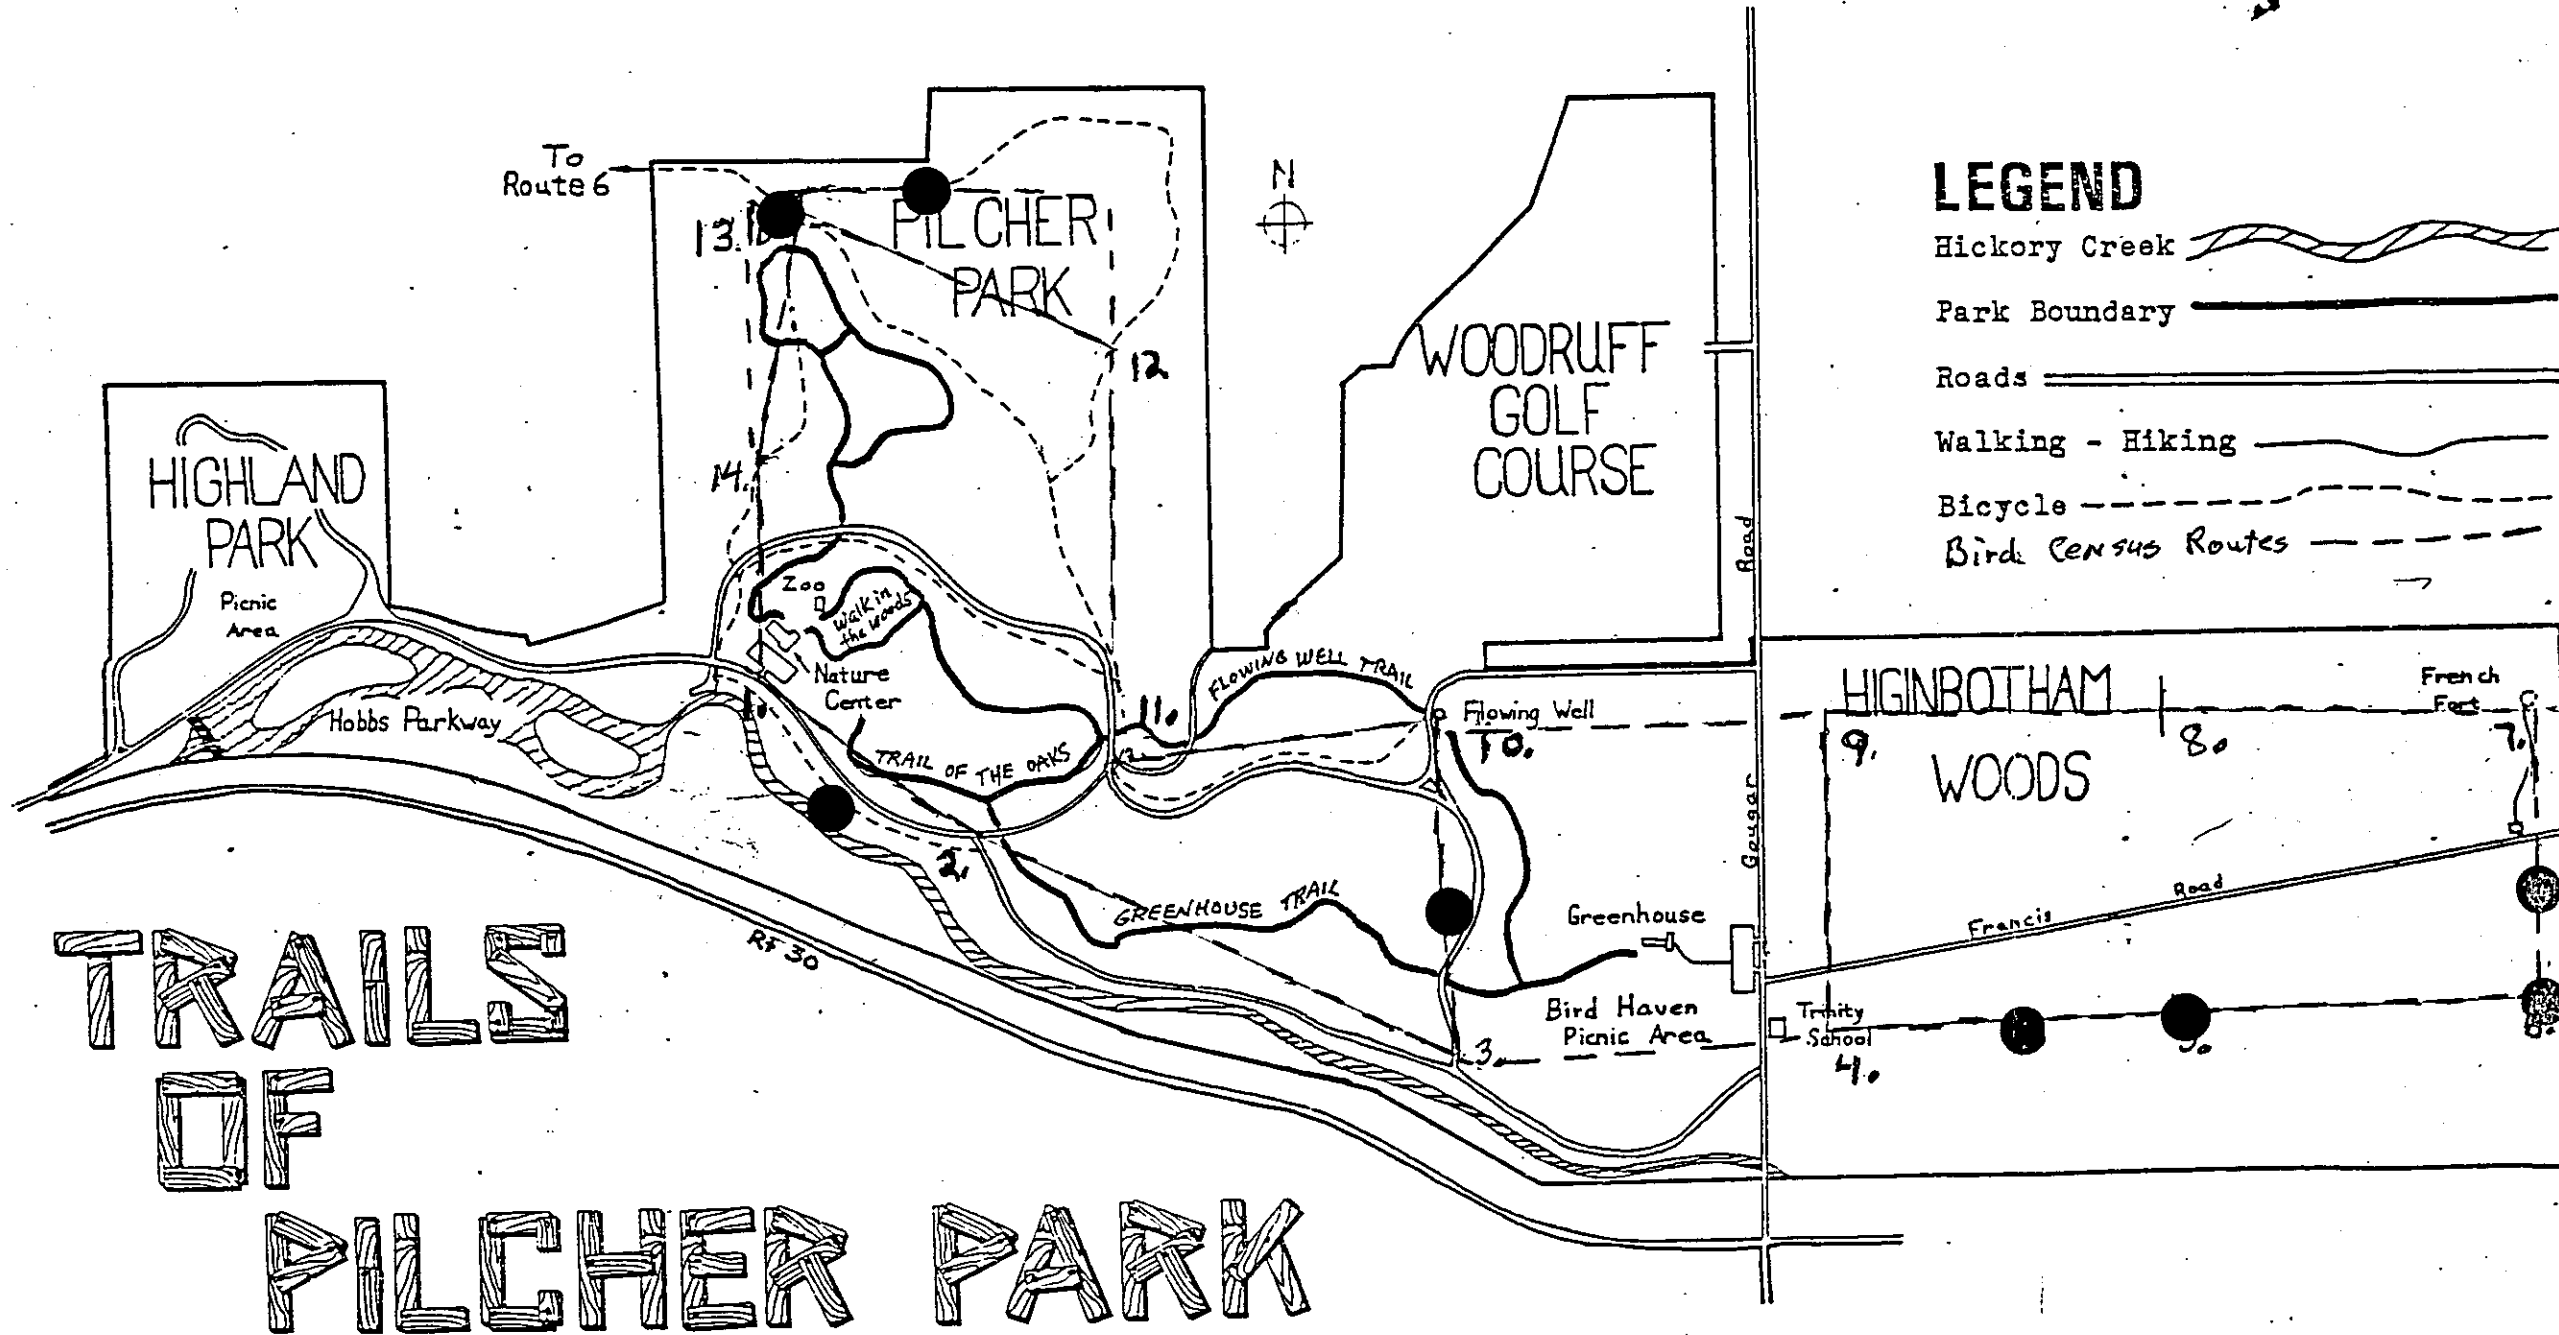 To
Route 6
N
LEGEND
Hickory Creek
Park Boundary
Roads
Walking - Hiking
Bicycle
Bird Census Routes
13.
PILCHER
PARK
12.
WOODRUFF
GOLF
COURSE
HIGHLAND
PARK
14.
Picnic
Area
Zoo
Walk in
the woods
Nature
Center
Hobbs Parkway
TRAIL OF THE OAKS
11.
FLOWING WELL TRAIL
Flowing Well
10.
Road
Gougar
HIGINBOTHAM
WOODS
French
Fort
9.
8.
7.
2.
GREENHOUSE TRAIL
Greenhouse
Francis Road
Rt 30
Bird Haven
Picnic Area
3.
Trinity
School
4.
TRAILS
OF
PILCHER PARK